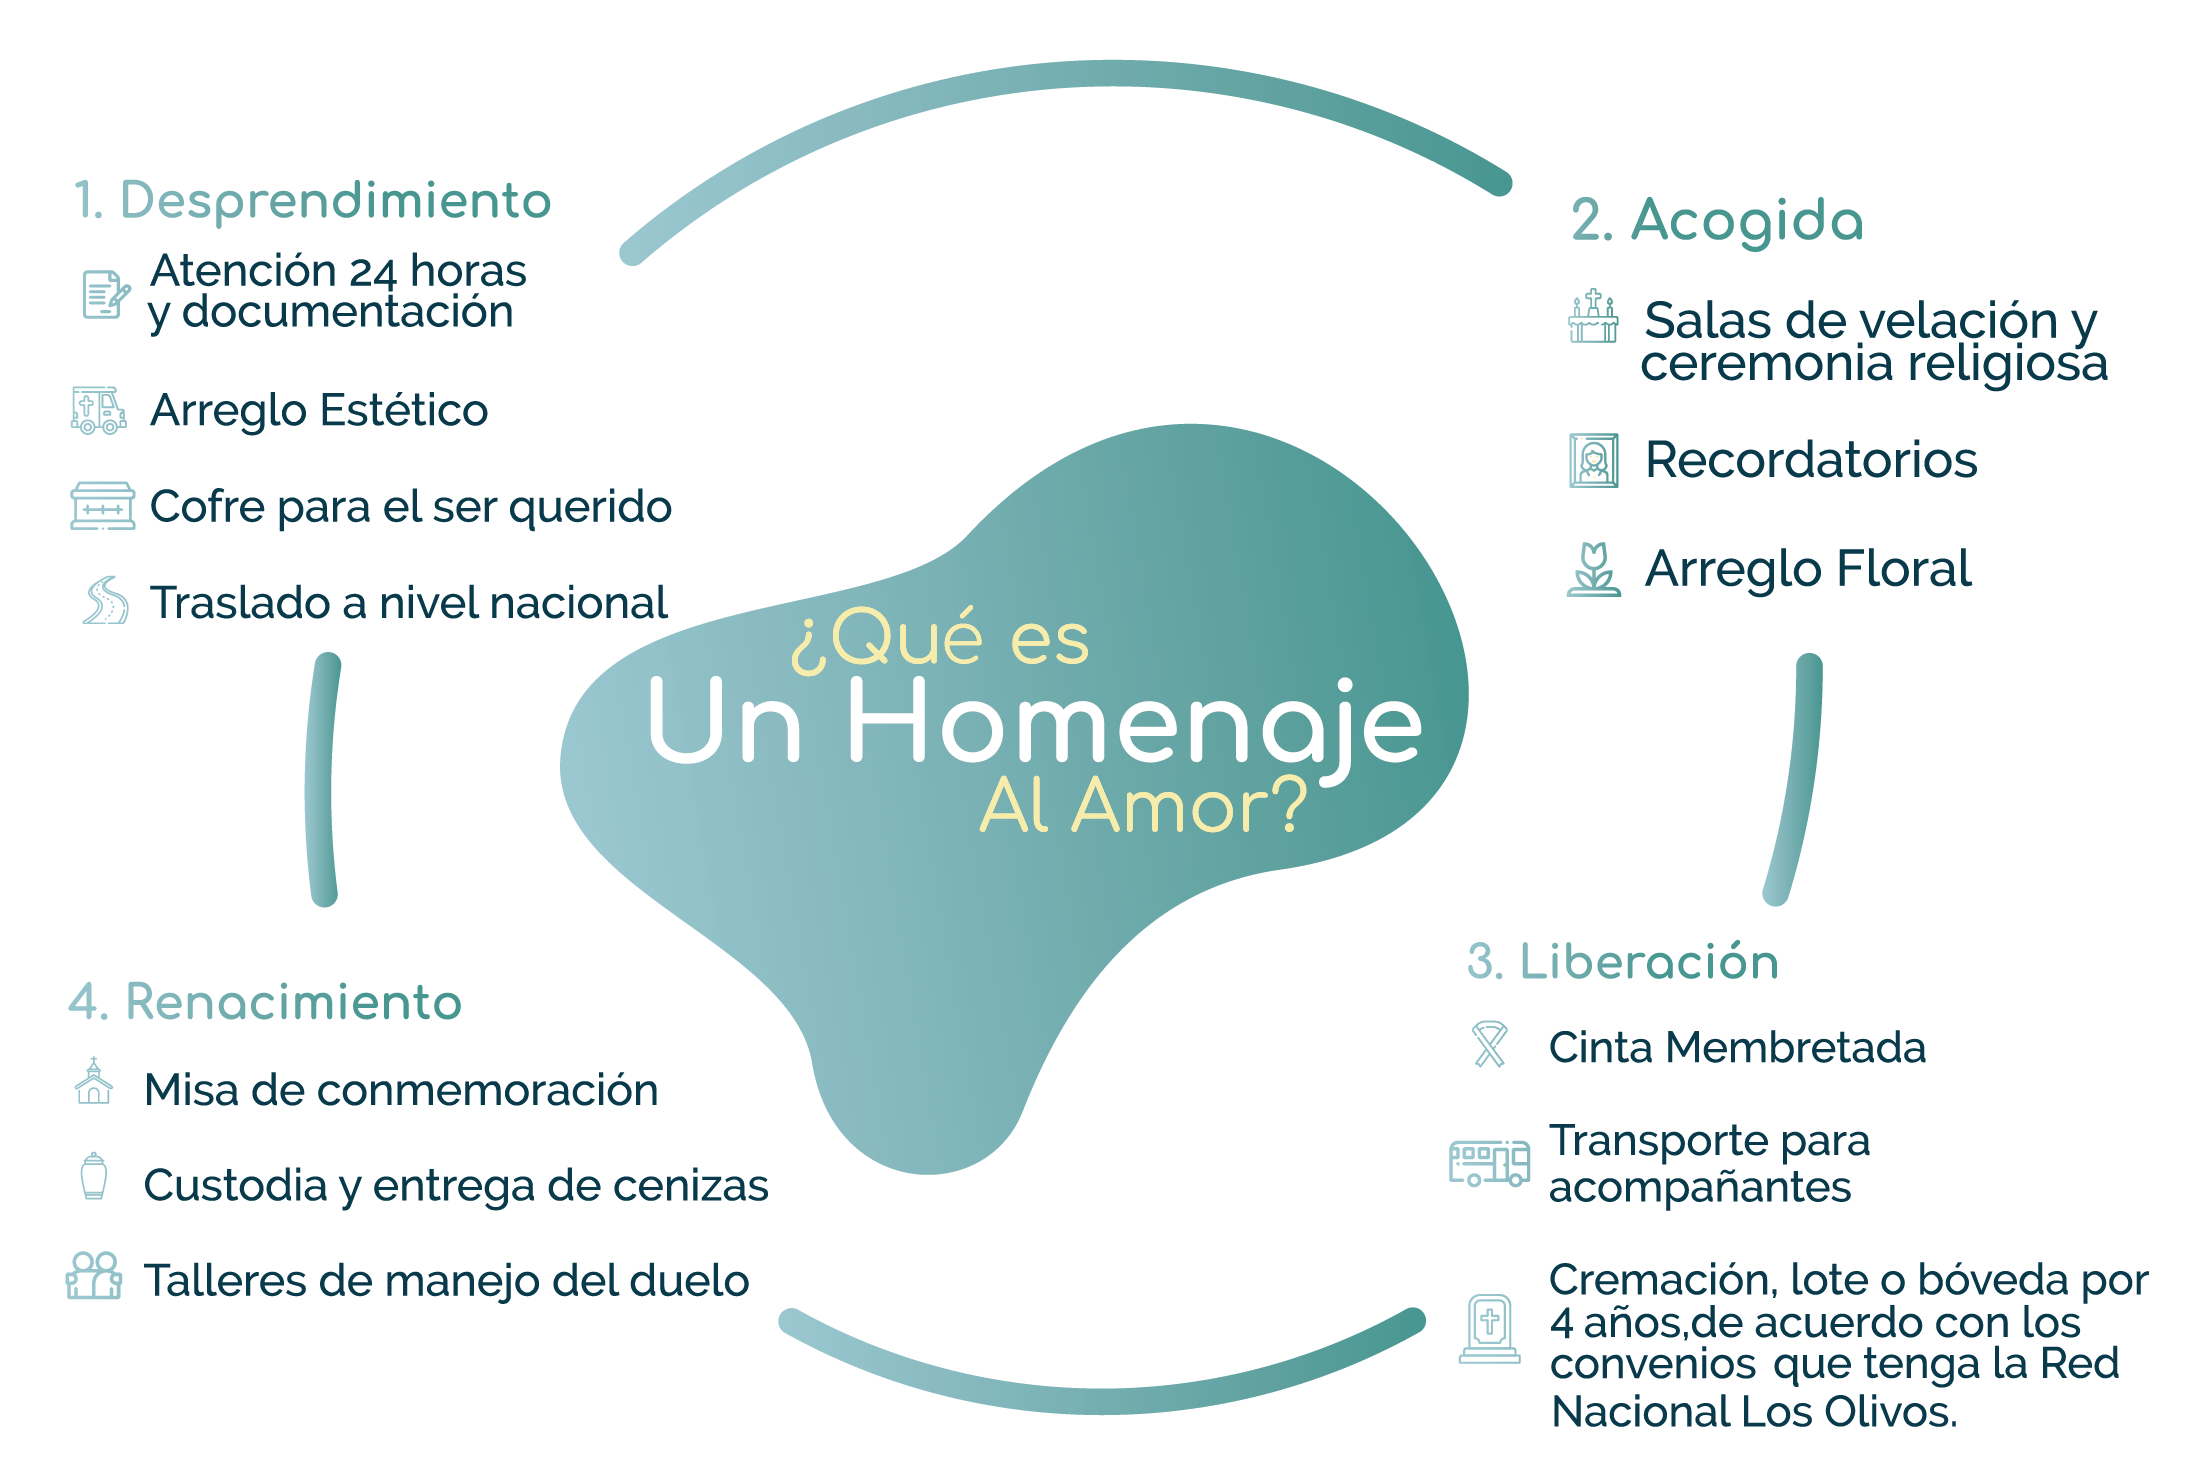 1. Desprendimiento
Atención 24 horas
y documentación
Arreglo Estético
Cofre para el ser querido
Traslado a nivel nacional
2. Acogida
Salas de velación y
ceremonia religiosa
Recordatorios
Arreglo Floral
¿Qué es
Un Homenaje
Al Amor?
3. Liberación
Cinta Membretada
Transporte para
acompañantes
Cremación, lote o bóveda por
4 años,de acuerdo con los
convenios que tenga la Red
Nacional Los Olivos.
4. Renacimiento
Misa de conmemoración
Custodia y entrega de cenizas
Talleres de manejo del duelo